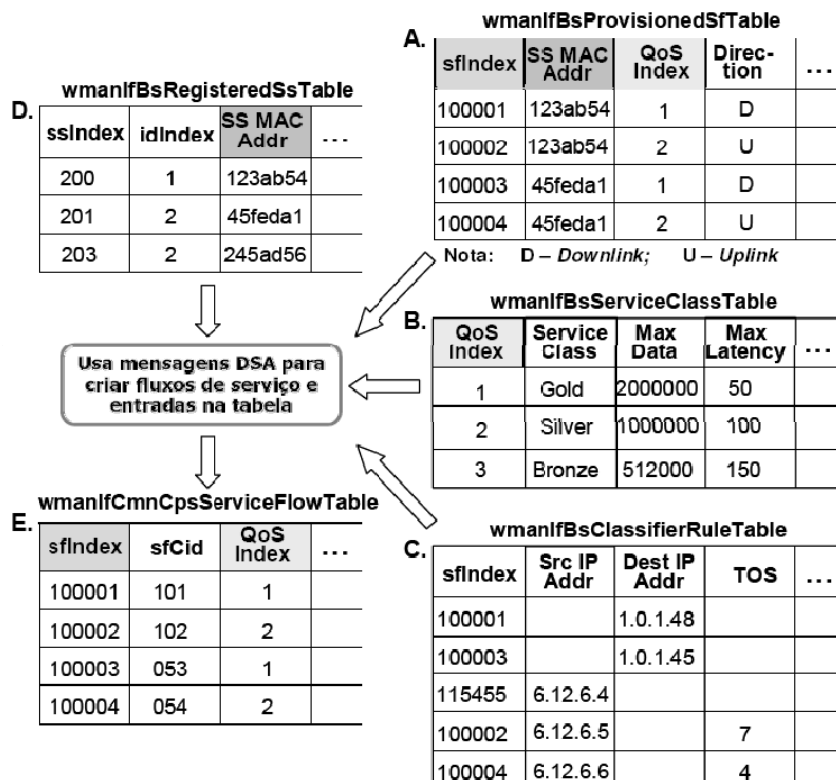 wmanIfBsProvisionedSfTable
A.
sfIndex SS MAC Addr QoS Index Direc-tion ...
100001 123ab54 1 D
100002 123ab54 2 U
100003 45feda1 1 D
100004 45feda1 2 U
Nota: D – Downlink; U – Uplink
wmanIfBsRegisteredSsTable
D.
ssIndex idIndex SS MAC Addr ...
200 1 123ab54
201 2 45feda1
203 2 245ad56
wmanIfBsServiceClassTable
B.
QoS Index Service Class Max Data Max Latency ...
1 Gold 2000000 50
2 Silver 1000000 100
3 Bronze 512000 150
Usa mensagens DSA para
criar fluxos de serviço e
entradas na tabela
wmanIfCmnCpsServiceFlowTable
E.
sfIndex sfCid QoS Index ...
100001 101 1
100002 102 2
100003 053 1
100004 054 2
wmanIfBsClassifierRuleTable
C.
sfIndex Src IP Addr Dest IP Addr TOS ...
100001 1.0.1.48
100003 1.0.1.45
115455 6.12.6.4
100002 6.12.6.5 7
100004 6.12.6.6 4